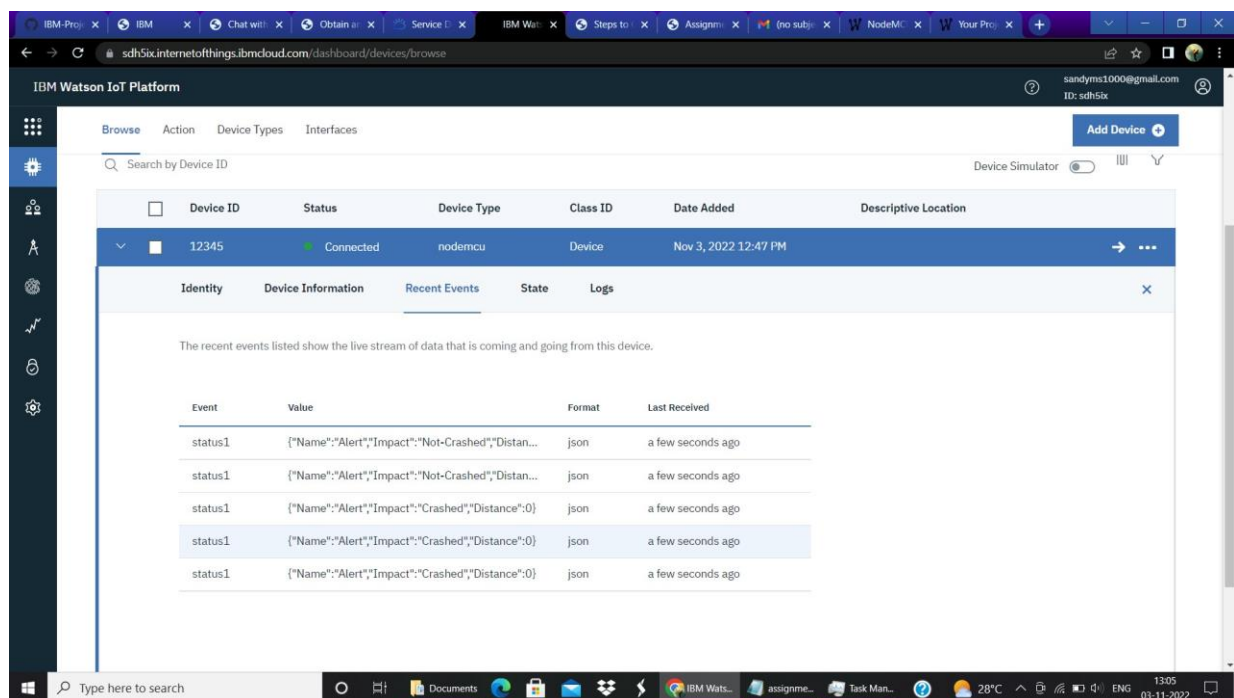 IBM-Proj IBM Chat with Obtain ar Service D IBM Wat Steps to Assignm (no subje NodeMC Your Proj
sdh5ix.internetofthings.ibmcloud.com/dashboard/devices/browse
IBM Watson IoT Platform
sandyms1000@gmail.com
ID: sdh5ix
Browse Action Device Types Interfaces Add Device
Search by Device ID Device Simulator
Device ID Status Device Type Class ID Date Added Descriptive Location
12345 Connected nodemcu Device Nov 3, 2022 12:47 PM
Identity Device Information Recent Events State Logs
The recent events listed show the live stream of data that is coming and going from this device.
Event Value Format Last Received
status1 {"Name":"Alert","Impact":"Not-Crashed","Distan... json a few seconds ago
status1 {"Name":"Alert","Impact":"Not-Crashed","Distan... json a few seconds ago
status1 {"Name":"Alert","Impact":"Crashed","Distance":0} json a few seconds ago
status1 {"Name":"Alert","Impact":"Crashed","Distance":0} json a few seconds ago
status1 {"Name":"Alert","Impact":"Crashed","Distance":0} json a few seconds ago
Type here to search Documents IBM Wats... assignme... Task Man... 28°C ENG 13:05
03-11-2022